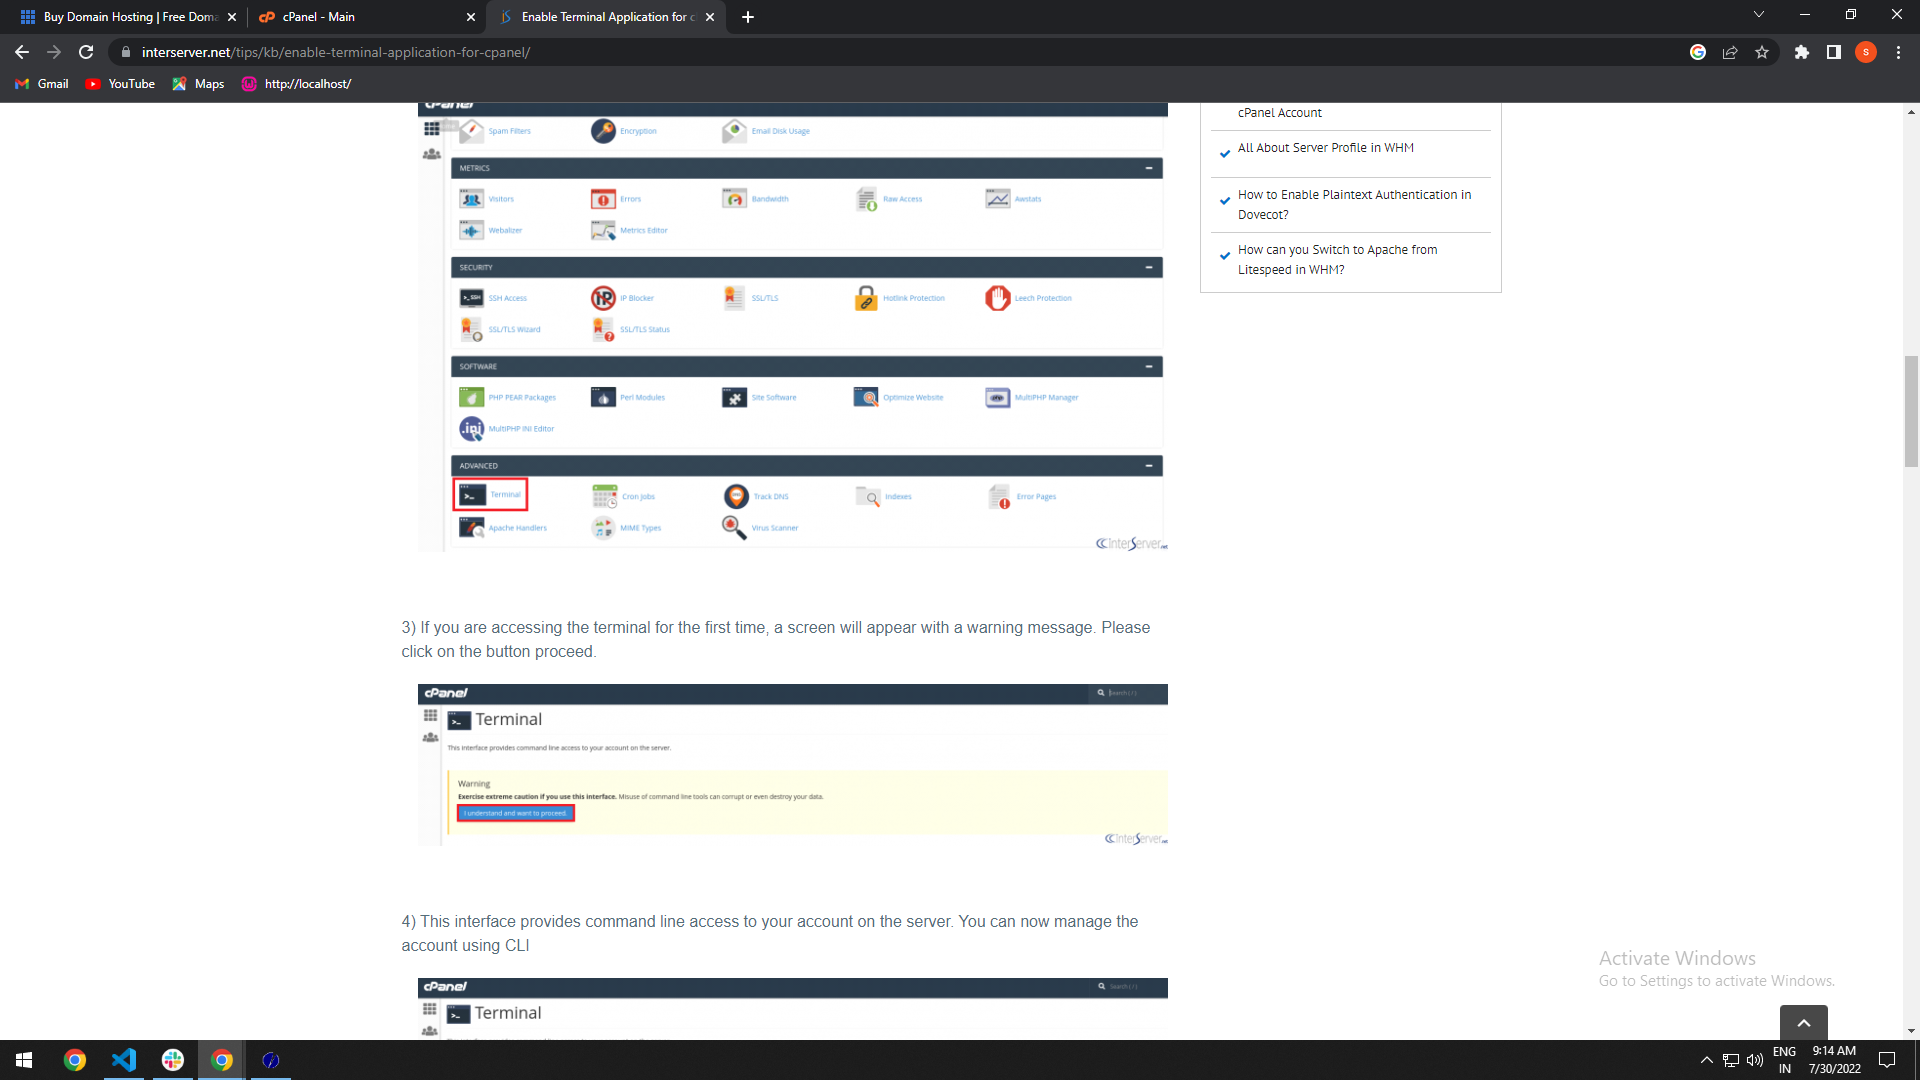 Buy Domain Hosting | Free Doma
cPanel - Main
Enable Terminal Application for c
interserver.net/tips/kb/enable-terminal-application-for-cpanel/
S
Gmail
YouTube
Maps
http://localhost/
cPanel
Spam Filters
Encryption
Email Disk Usage
METRICS
Visitors
Errors
Bandwidth
Raw Access
Awstats
Webalizer
Metrics Editor
SECURITY
SSH Access
IP Blocker
SSL/TLS
Hotlink Protection
Leech Protection
SSL/TLS Wizard
SSL/TLS Status
SOFTWARE
PHP PEAR Packages
Perl Modules
Site Software
Optimize Website
MultiPHP Manager
MultiPHP INI Editor
ADVANCED
Terminal
Cron Jobs
Track DNS
Indexes
Error Pages
Apache Handlers
MIME Types
Virus Scanner
InterServer.net
cPanel Account
All About Server Profile in WHM
How to Enable Plaintext Authentication in
Dovecot?
How can you Switch to Apache from
Litespeed in WHM?
3) If you are accessing the terminal for the first time, a screen will appear with a warning message. Please
click on the button proceed.
cPanel
Search ( / )
Terminal
This interface provides command line access to your account on the server.
Warning
Exercise extreme caution if you use this interface. Misuse of command line tools can corrupt or even destroy your data.
I understand and want to proceed.
InterServer.net
4) This interface provides command line access to your account on the server. You can now manage the
account using CLI
cPanel
Search ( / )
Terminal
Activate Windows
Go to Settings to activate Windows.
ENG
IN
9:14 AM
7/30/2022